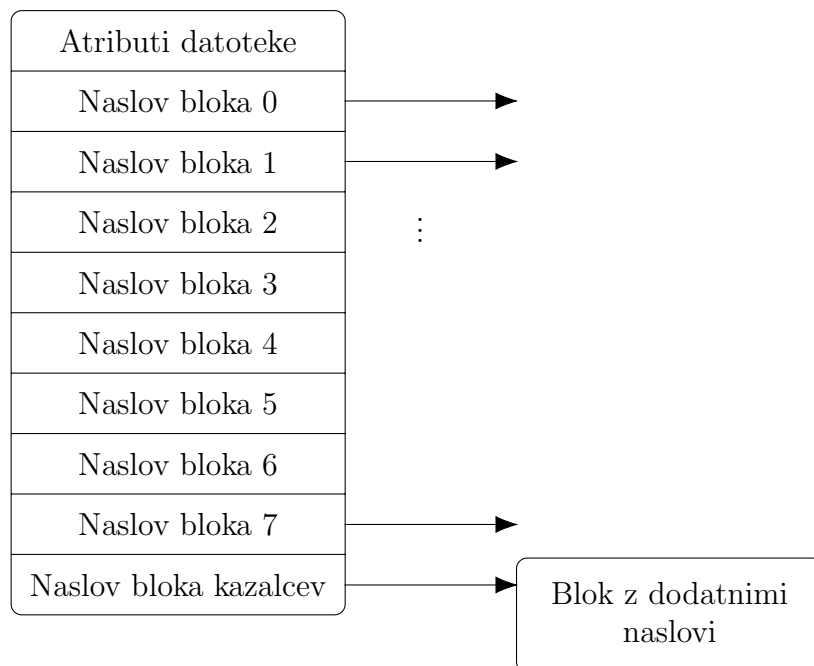 Atributi datoteke
Naslov bloka 0
Naslov bloka 1
Naslov bloka 2
⋮
Naslov bloka 3
Naslov bloka 4
Naslov bloka 5
Naslov bloka 6
Naslov bloka 7
Naslov bloka kazalcev
Blok z dodatnimi
naslovi